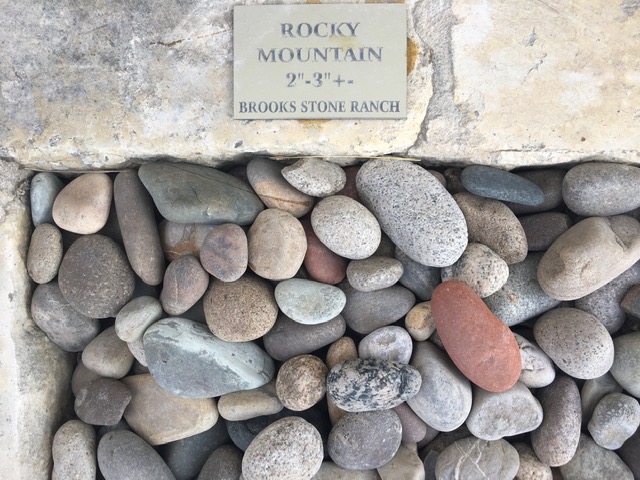 ROCKY
MOUNTAIN
2"-3"+-
BROOKS STONE RANCH